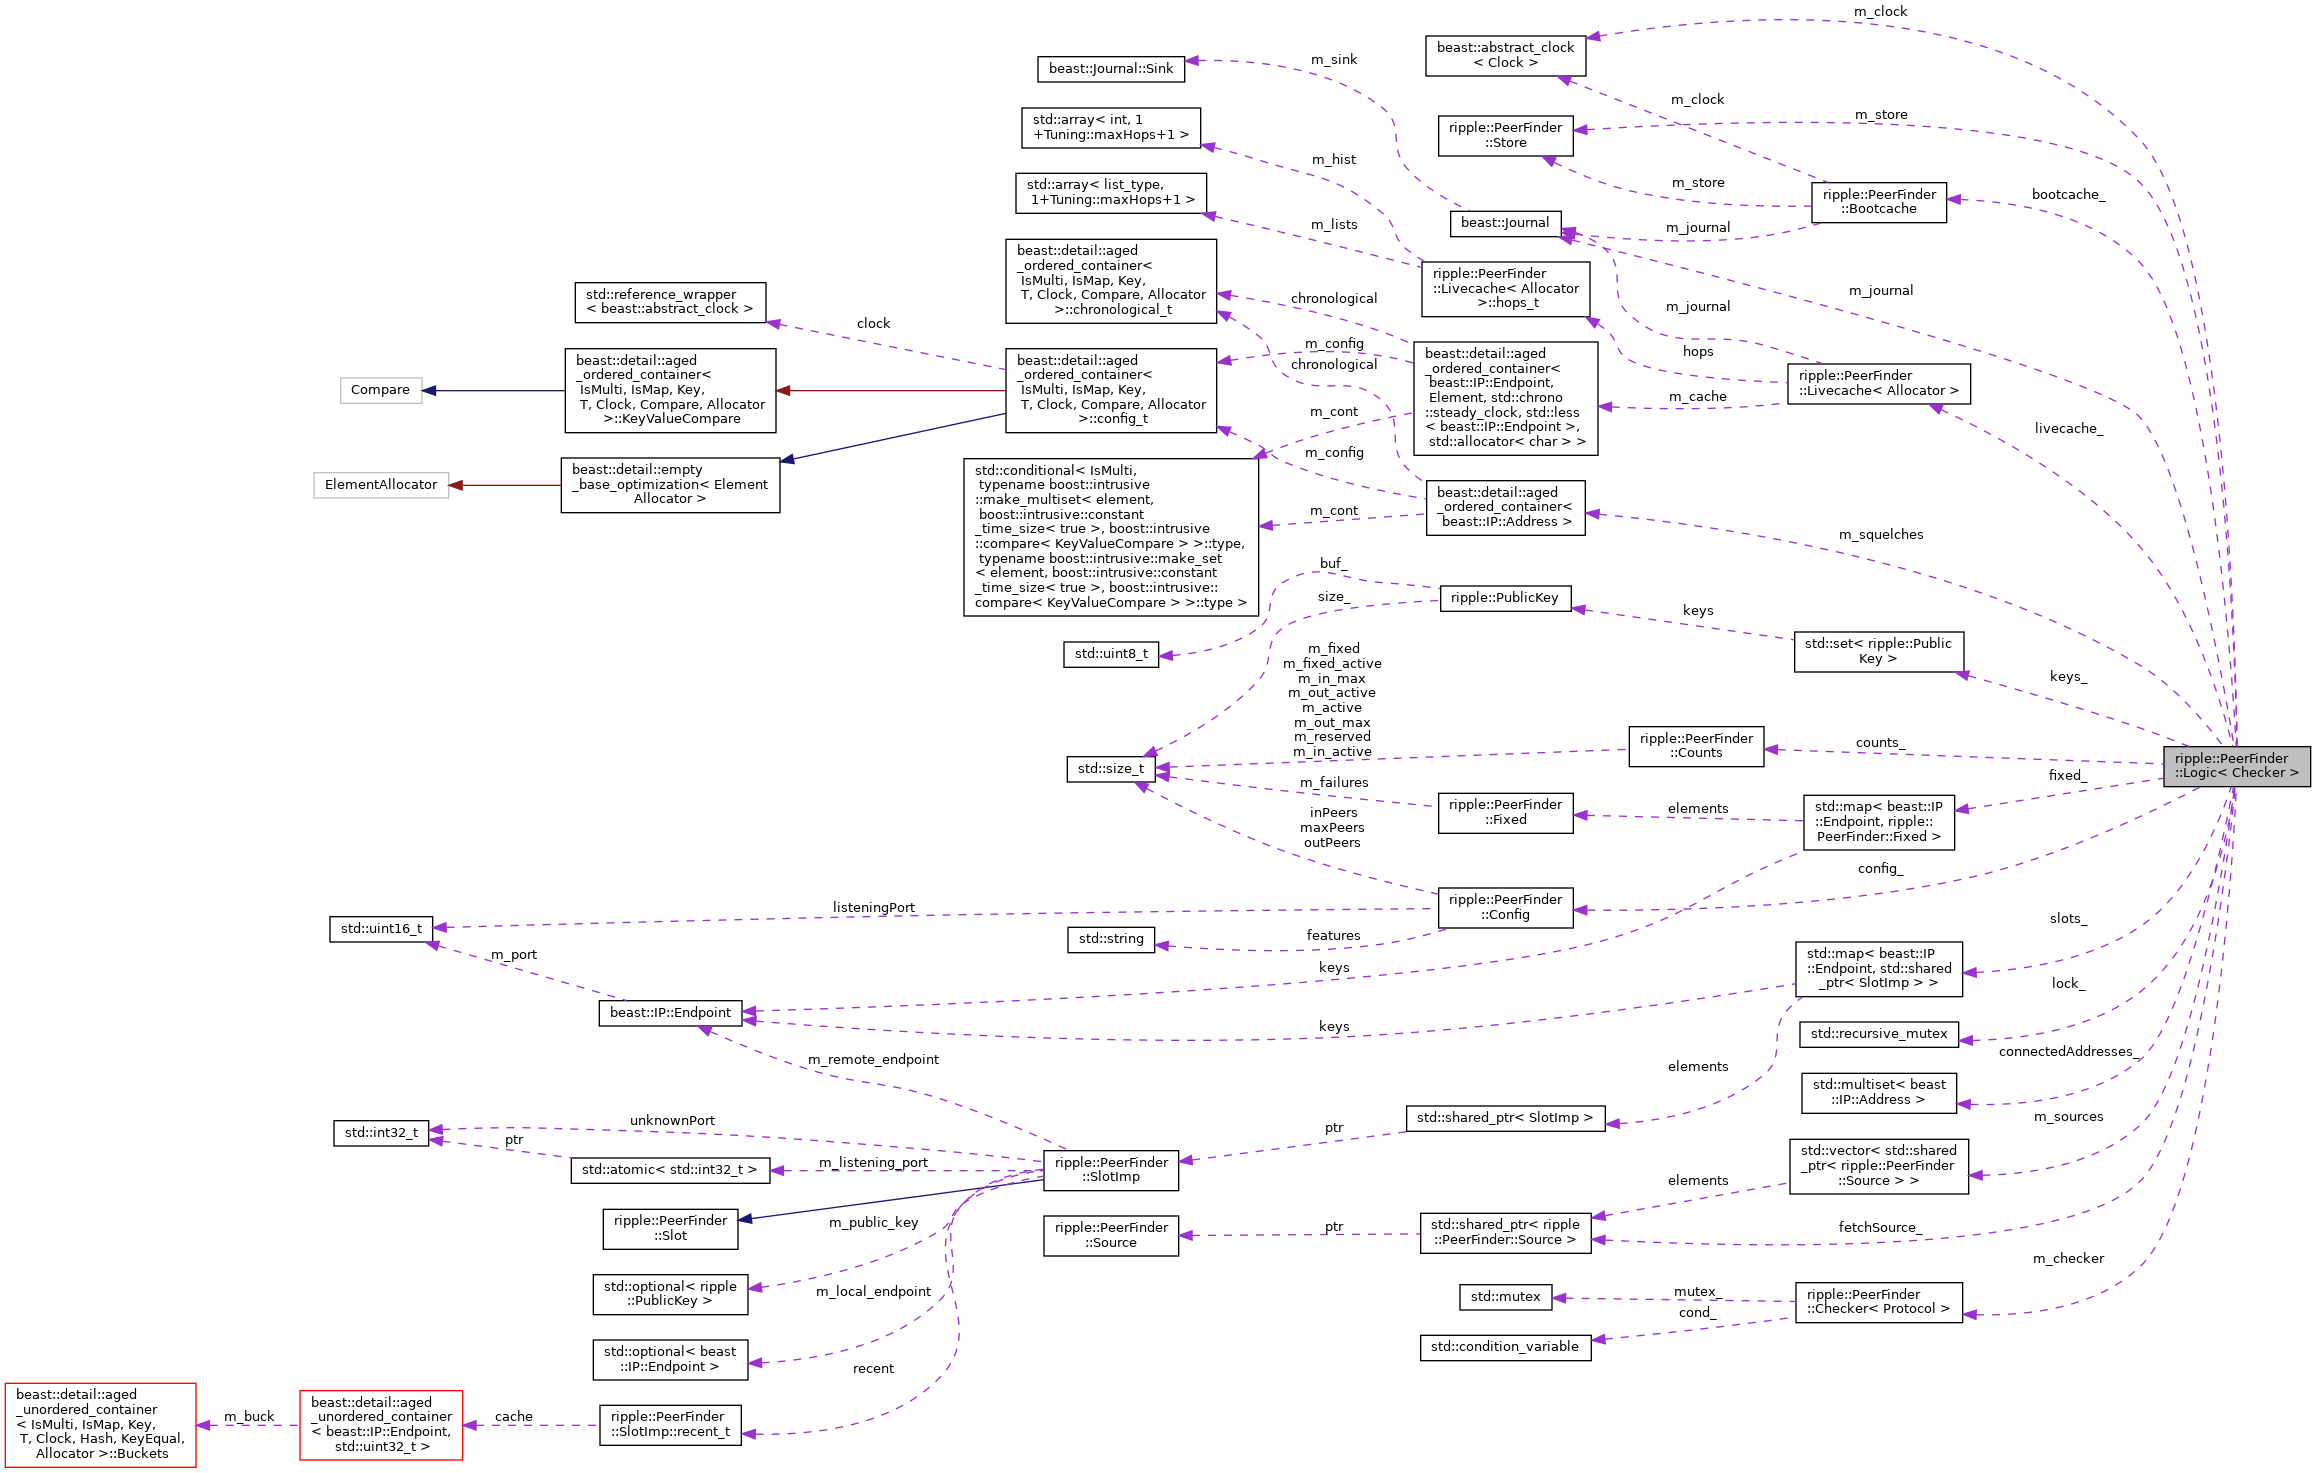 m_clock
beast::abstract_clock
< Clock >
m_sink
beast::Journal::Sink
m_clock
std::array< int, 1
+Tuning::maxHops+1 >
m_store
ripple::PeerFinder
::Store
m_hist
m_store
std::array< list_type,
1+Tuning::maxHops+1 >
ripple::PeerFinder
::Bootcache
bootcache_
m_lists
beast::Journal
m_journal
beast::detail::aged
_ordered_container<
IsMulti, IsMap, Key,
T, Clock, Compare, Allocator
>::chronological_t
ripple::PeerFinder
::Livecache< Allocator
>::hops_t
m_journal
std::reference_wrapper
< beast::abstract_clock >
chronological
m_journal
clock
m_config
hops
beast::detail::aged
_ordered_container<
IsMulti, IsMap, Key,
T, Clock, Compare, Allocator
>::KeyValueCompare
beast::detail::aged
_ordered_container<
IsMulti, IsMap, Key,
T, Clock, Compare, Allocator
>::config_t
chronological
beast::detail::aged
_ordered_container<
beast::IP::Endpoint,
Element, std::chrono
::steady_clock, std::less
< beast::IP::Endpoint >,
std::allocator< char > >
ripple::PeerFinder
::Livecache< Allocator >
Compare
m_cache
m_cont
livecache_
m_config
ElementAllocator
beast::detail::empty
_base_optimization< Element
Allocator >
std::conditional< IsMulti,
typename boost::intrusive
::make_multiset< element,
boost::intrusive::constant
_time_size< true >, boost::intrusive
::compare< KeyValueCompare > >::type,
typename boost::intrusive::make_set
< element, boost::intrusive::constant
_time_size< true >, boost::intrusive::
compare< KeyValueCompare > >::type >
m_cont
beast::detail::aged
_ordered_container<
beast::IP::Address >
m_squelches
buf_
size_
ripple::PublicKey
keys
std::uint8_t
std::set< ripple::Public
Key >
keys_
m_fixed
m_fixed_active
m_in_max
m_out_active
m_active
m_out_max
m_reserved
m_in_active
ripple::PeerFinder
::Counts
counts_
ripple::PeerFinder
::Logic< Checker >
std::size_t
m_failures
ripple::PeerFinder
::Fixed
elements
std::map< beast::IP
::Endpoint, ripple::
PeerFinder::Fixed >
fixed_
inPeers
maxPeers
outPeers
config_
listeningPort
ripple::PeerFinder
::Config
std::uint16_t
std::string
features
slots_
m_port
keys
std::map< beast::IP
::Endpoint, std::shared
_ptr< SlotImp > >
lock_
beast::IP::Endpoint
keys
std::recursive_mutex
m_remote_endpoint
elements
connectedAddresses_
std::multiset< beast
::IP::Address >
unknownPort
std::int32_t
ptr
std::shared_ptr< SlotImp >
ptr
m_sources
std::atomic< std::int32_t >
m_listening_port
ripple::PeerFinder
::SlotImp
std::vector< std::shared
_ptr< ripple::PeerFinder
::Source > >
elements
ripple::PeerFinder
::Slot
m_public_key
ripple::PeerFinder
::Source
ptr
std::shared_ptr< ripple
::PeerFinder::Source >
fetchSource_
m_checker
std::optional< ripple
::PublicKey >
m_local_endpoint
std::mutex
mutex_
cond_
ripple::PeerFinder
::Checker< Protocol >
std::condition_variable
std::optional< beast
::IP::Endpoint >
recent
beast::detail::aged
_unordered_container
< IsMulti, IsMap, Key,
T, Clock, Hash, KeyEqual,
Allocator >::Buckets
m_buck
beast::detail::aged
_unordered_container
< beast::IP::Endpoint,
std::uint32_t >
cache
ripple::PeerFinder
::SlotImp::recent_t